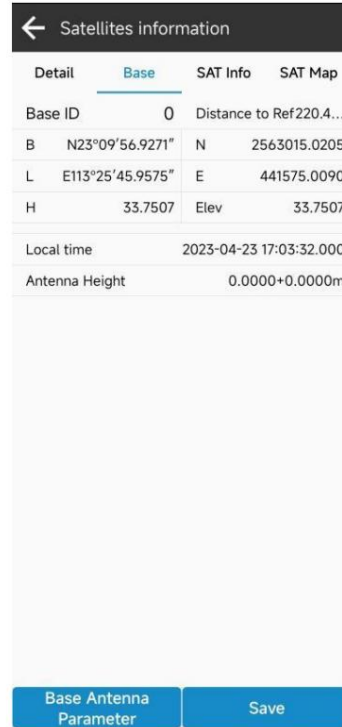 Satellites information
Detail Base SAT Info SAT Map
Base ID 0 Distance to Ref 220.4...
B N23°09′56.9271″ N 2563015.0205
L E113°25′45.9575″ E 441575.0090
H 33.7507 Elev 33.7507
Local time 2023-04-23 17:03:32.000
Antenna Height 0.0000+0.0000m
Base Antenna Save
Parameter